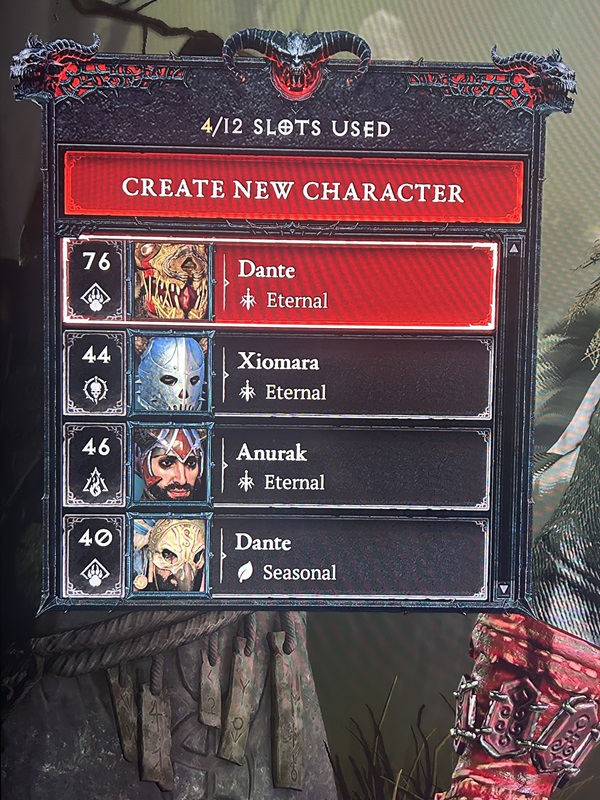 4/12 SLOTS USED
CREATE NEW CHARACTER
76
Dante
Eternal
44
Xiomara
Eternal
46
Anurak
Eternal
40
Dante
Seasonal